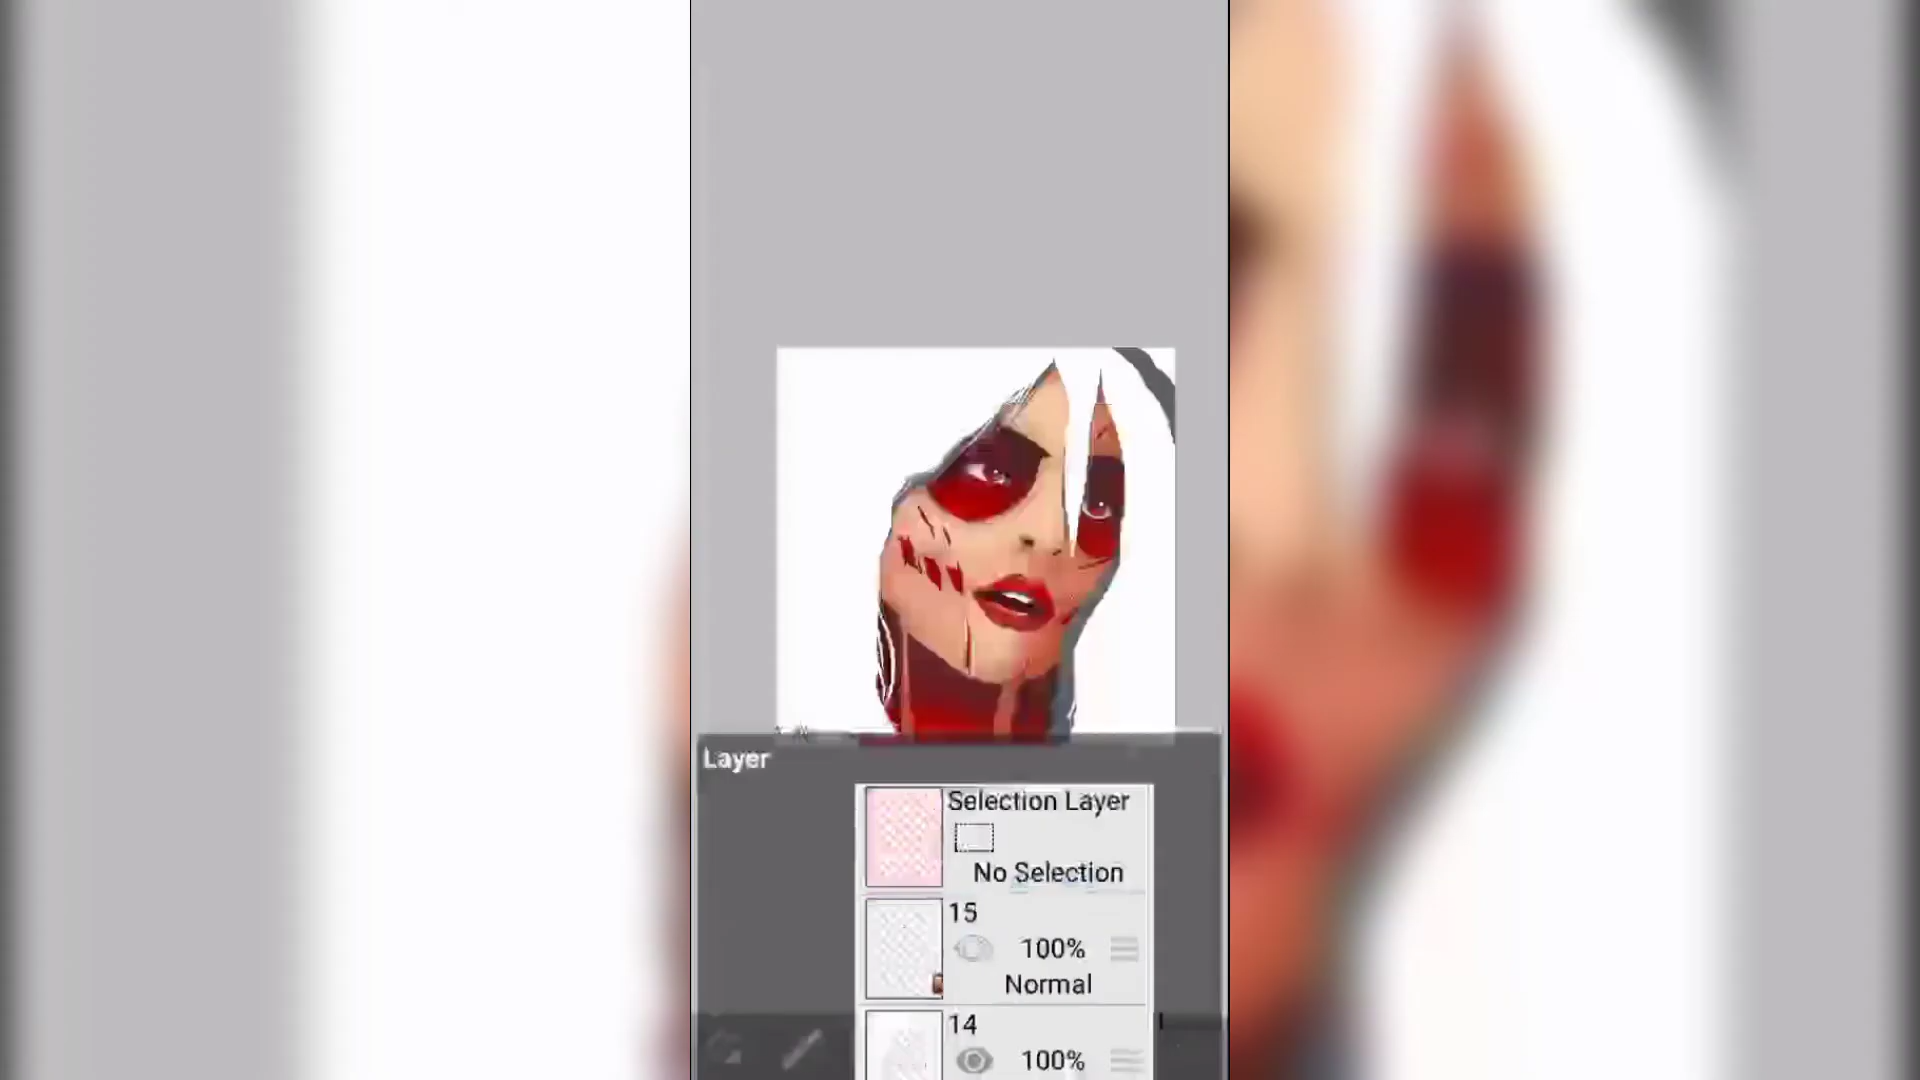 Layer
Selection Layer
No Selection
15
100%
Normal
14
100%